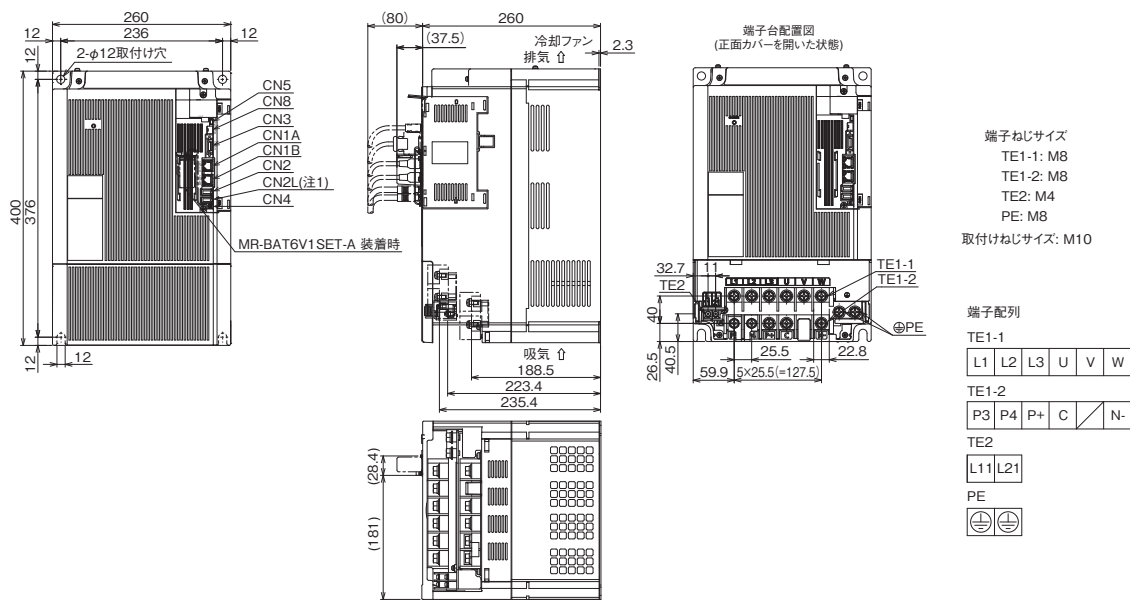 260
236
12
12
12
2-φ12取付け穴
CN5
CN8
CN3
CN1A
CN1B
CN2
CN2L(注1)
CN4
MR-BAT6V1SET-A 装着時
400
376
12
12
(80)
260
(37.5)
冷却ファン
排気
2.3
吸気
188.5
223.4
235.4
(28.4)
(181)
端子台配置図
(正面カバーを開いた状態)
32.7
11
TE2
L1 L2 L3 U V W
TE1-1
TE1-2
PE
40
40.5
26.5
25.5
22.8
59.9
5×25.5(=127.5)
端子ねじサイズ
TE1-1: M8
TE1-2: M8
TE2: M4
PE: M8
取付けねじサイズ: M10
端子配列
TE1-1
L1 L2 L3 U V W
TE1-2
P3 P4 P+ C N-
TE2
L11 L21
PE